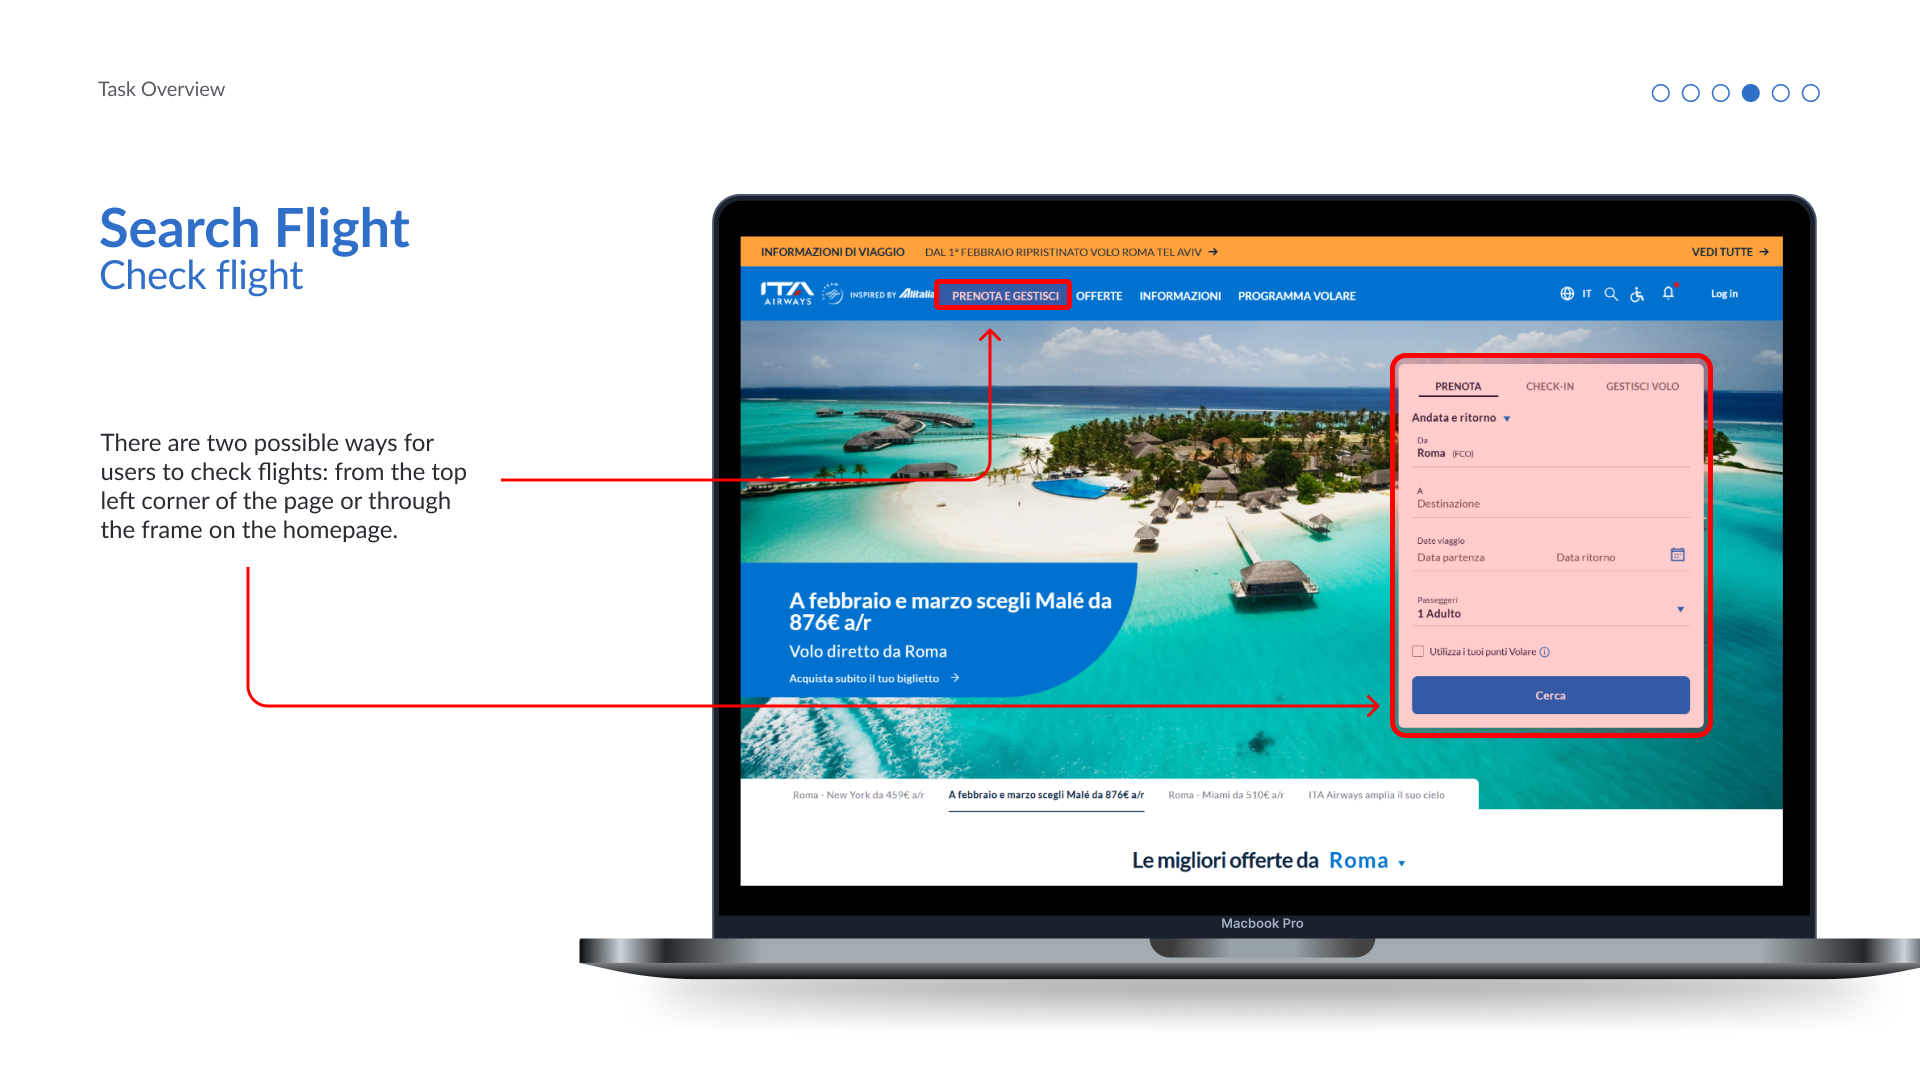 Task Overview
Search Flight
Check flight
There are two possible ways for
users to check flights: from the top
left corner of the page or through
the frame on the homepage.
INFORMAZIONI DI VIAGGIO DAL 1° FEBBRAIO RIPRISTINATO VOLO ROMA TEL AVIV → VEDI TUTTE →
ITA AIRWAYS INSPIRED BY Alitalia PRENOTA E GESTISCI OFFERTE INFORMAZIONI PROGRAMMA VOLARE IT Log in
PRENOTA CHECK-IN GESTISCI VOLO
Andata e ritorno
Da
Roma (FCO)
A
Destinazione
Date viaggio
Data partenza Data ritorno
Passeggeri
1 Adulto
Utilizza i tuoi punti Volare
Cerca
A febbraio e marzo scegli Malé da
876€ a/r
Volo diretto da Roma
Acquista subito il tuo biglietto →
Roma - New York da 459€ a/r A febbraio e marzo scegli Malé da 876€ a/r Roma - Miami da 510€ a/r ITA Airways amplia il suo cielo
Le migliori offerte da Roma
Macbook Pro